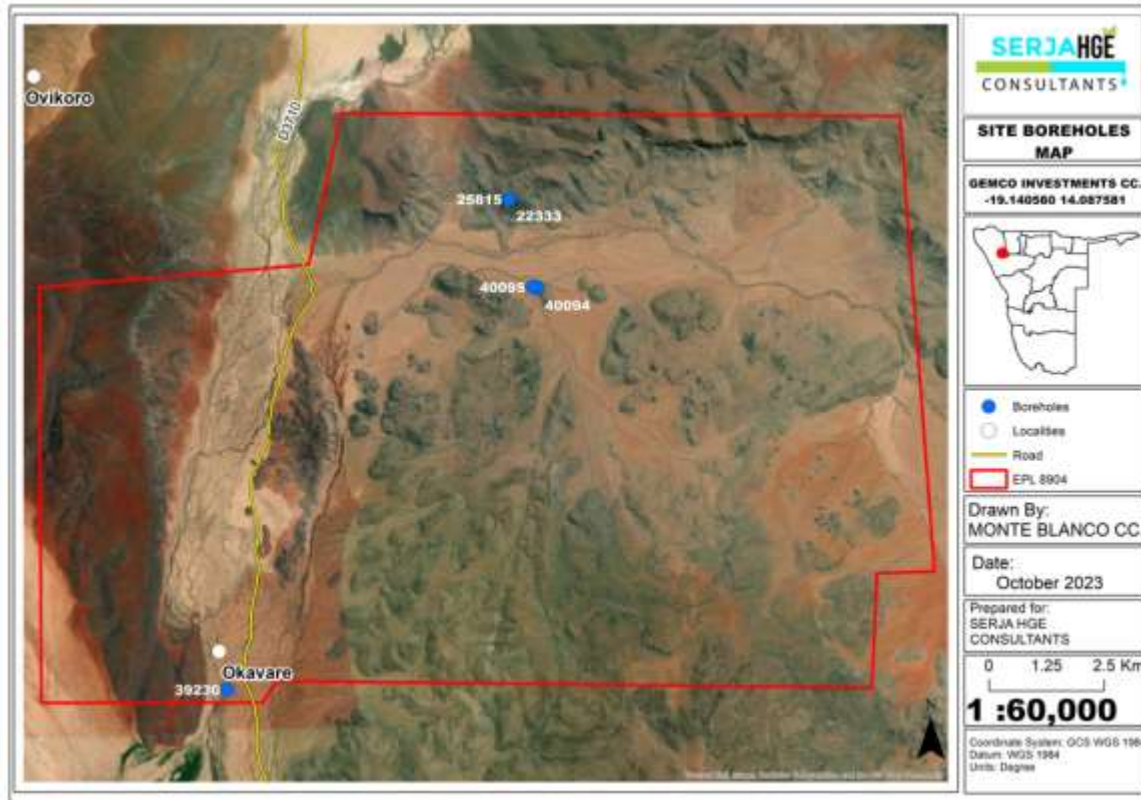 Ovikoro
D3710
25815
22333
40095
40094
Okavare
39230
SERJA HGE
CONSULTANTS
SITE BOREHOLES
MAP
GEMCO INVESTMENTS CC.
-19.140560 14.087581
Boreholes
Localities
Road
EPL 8904
Drawn By:
MONTE BLANCO CC.
Date:
October 2023
Prepared for:
SERJA HGE
CONSULTANTS
0 1.25 2.5 Km
1 :60,000
Coordinate System: GCS WGS 1984
Datum: WGS 1984
Units: Degree